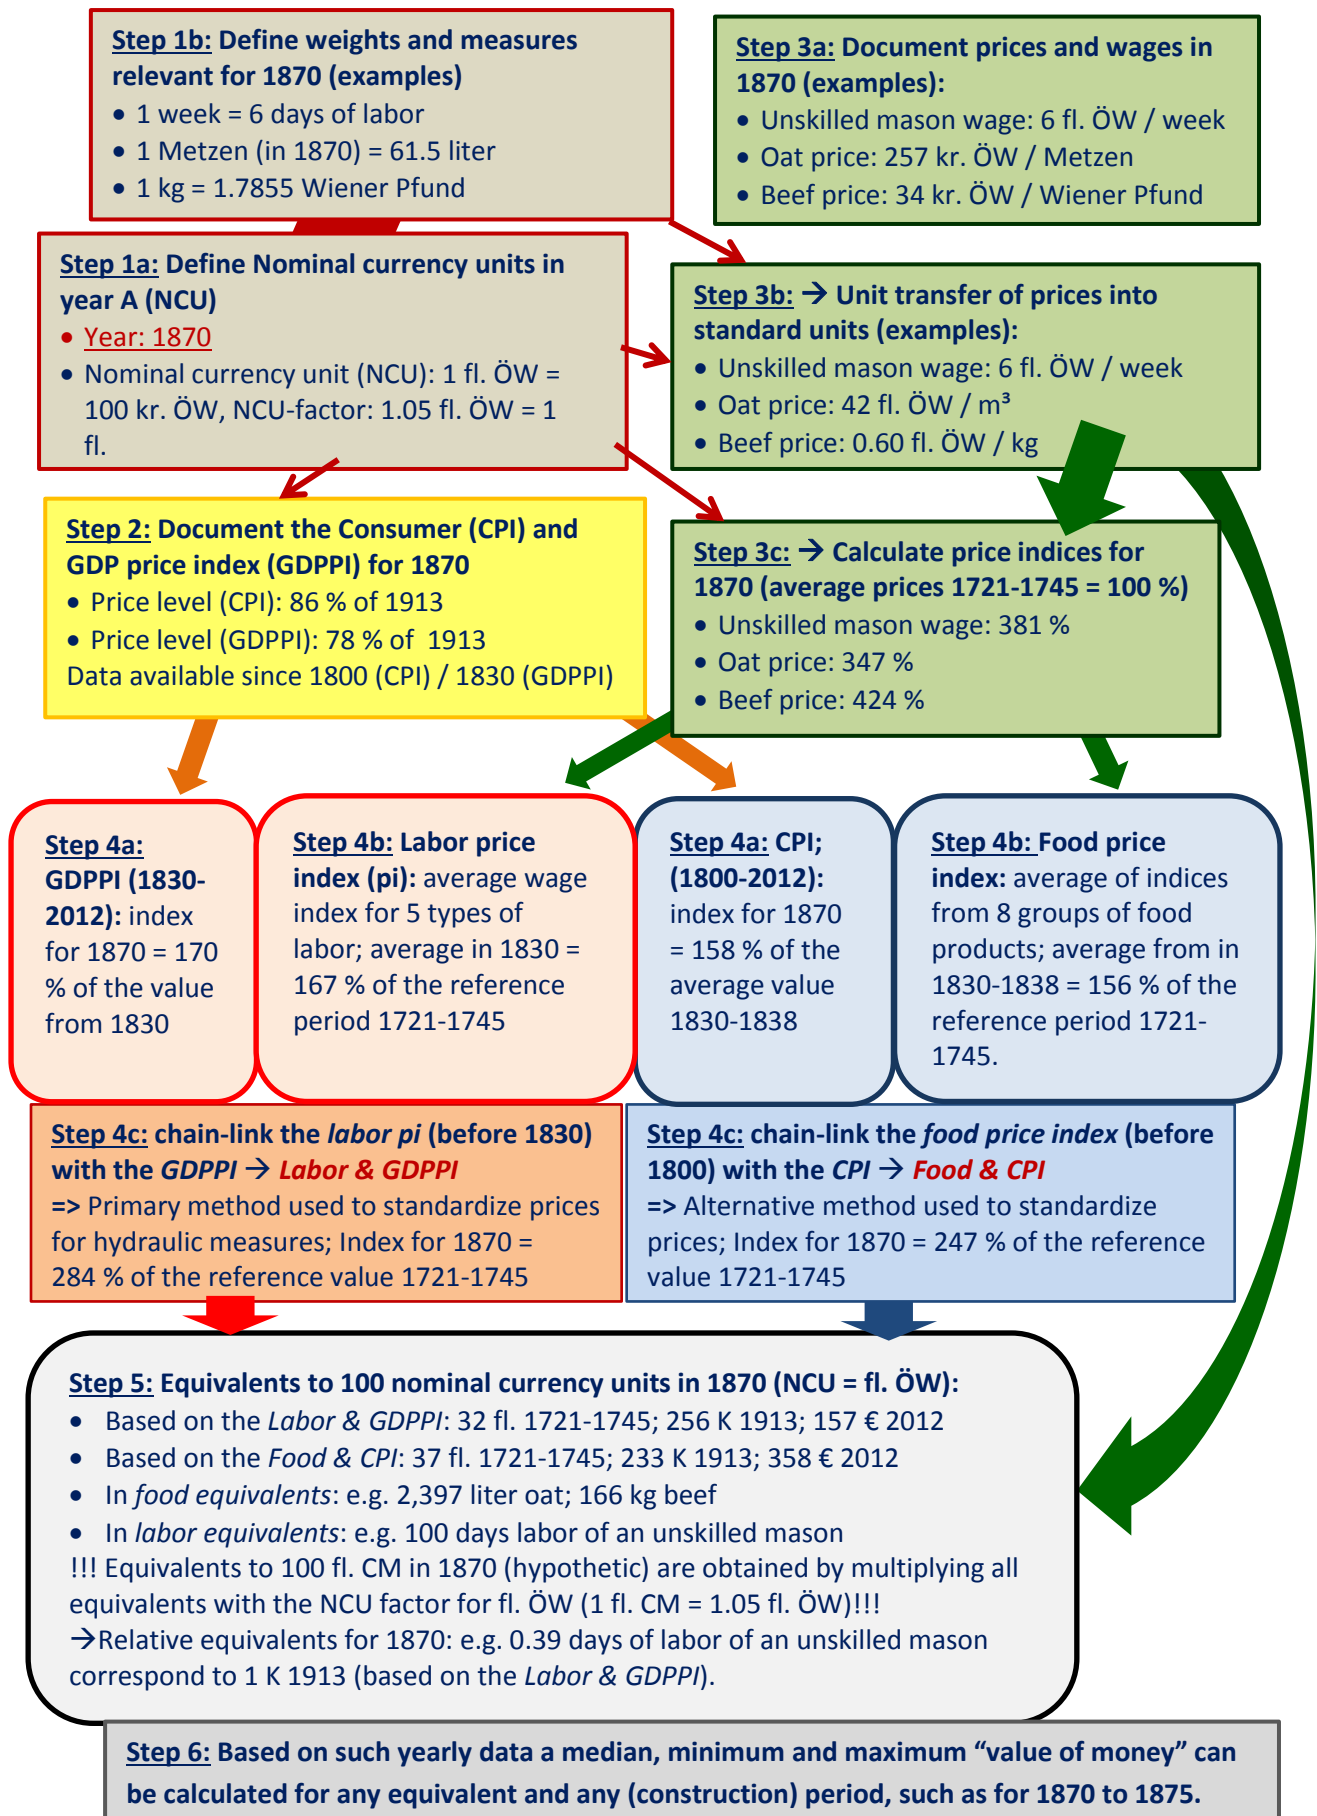 Step 1b: Define weights and measures
relevant for 1870 (examples)
• 1 week = 6 days of labor
• 1 Metzen (in 1870) = 61.5 liter
• 1 kg = 1.7855 Wiener Pfund
Step 3a: Document prices and wages in
1870 (examples):
• Unskilled mason wage: 6 fl. ÖW / week
• Oat price: 257 kr. ÖW / Metzen
• Beef price: 34 kr. ÖW / Wiener Pfund
Step 1a: Define Nominal currency units in
year A (NCU)
• Year: 1870
• Nominal currency unit (NCU): 1 fl. ÖW =
100 kr. ÖW, NCU-factor: 1.05 fl. ÖW = 1
fl.
Step 3b: → Unit transfer of prices into
standard units (examples):
• Unskilled mason wage: 6 fl. ÖW / week
• Oat price: 42 fl. ÖW / m³
• Beef price: 0.60 fl. ÖW / kg
Step 2: Document the Consumer (CPI) and
GDP price index (GDPPI) for 1870
• Price level (CPI): 86 % of 1913
• Price level (GDPPI): 78 % of 1913
Data available since 1800 (CPI) / 1830 (GDPPI)
Step 3c: → Calculate price indices for
1870 (average prices 1721-1745 = 100 %)
• Unskilled mason wage: 381 %
• Oat price: 347 %
• Beef price: 424 %
Step 4a:
GDPPI (1830-
2012): index
for 1870 = 170
% of the value
from 1830
Step 4b: Labor price
index (pi): average wage
index for 5 types of
labor; average in 1830 =
167 % of the reference
period 1721-1745
Step 4a: CPI;
(1800-2012):
index for 1870
= 158 % of the
average value
1830-1838
Step 4b: Food price
index: average of indices
from 8 groups of food
products; average from in
1830-1838 = 156 % of the
reference period 1721-
1745.
Step 4c: chain-link the labor pi (before 1830)
with the GDPPI → Labor & GDPPI
=> Primary method used to standardize prices
for hydraulic measures; Index for 1870 =
284 % of the reference value 1721-1745
Step 4c: chain-link the food price index (before
1800) with the CPI → Food & CPI
=> Alternative method used to standardize
prices; Index for 1870 = 247 % of the reference
value 1721-1745
Step 5: Equivalents to 100 nominal currency units in 1870 (NCU = fl. ÖW):
• Based on the Labor & GDPPI: 32 fl. 1721-1745; 256 K 1913; 157 € 2012
• Based on the Food & CPI: 37 fl. 1721-1745; 233 K 1913; 358 € 2012
• In food equivalents: e.g. 2,397 liter oat; 166 kg beef
• In labor equivalents: e.g. 100 days labor of an unskilled mason
!!! Equivalents to 100 fl. CM in 1870 (hypothetic) are obtained by multiplying all
equivalents with the NCU factor for fl. ÖW (1 fl. CM = 1.05 fl. ÖW)!!!
→Relative equivalents for 1870: e.g. 0.39 days of labor of an unskilled mason
correspond to 1 K 1913 (based on the Labor & GDPPI).
Step 6: Based on such yearly data a median, minimum and maximum “value of money” can
be calculated for any equivalent and any (construction) period, such as for 1870 to 1875.